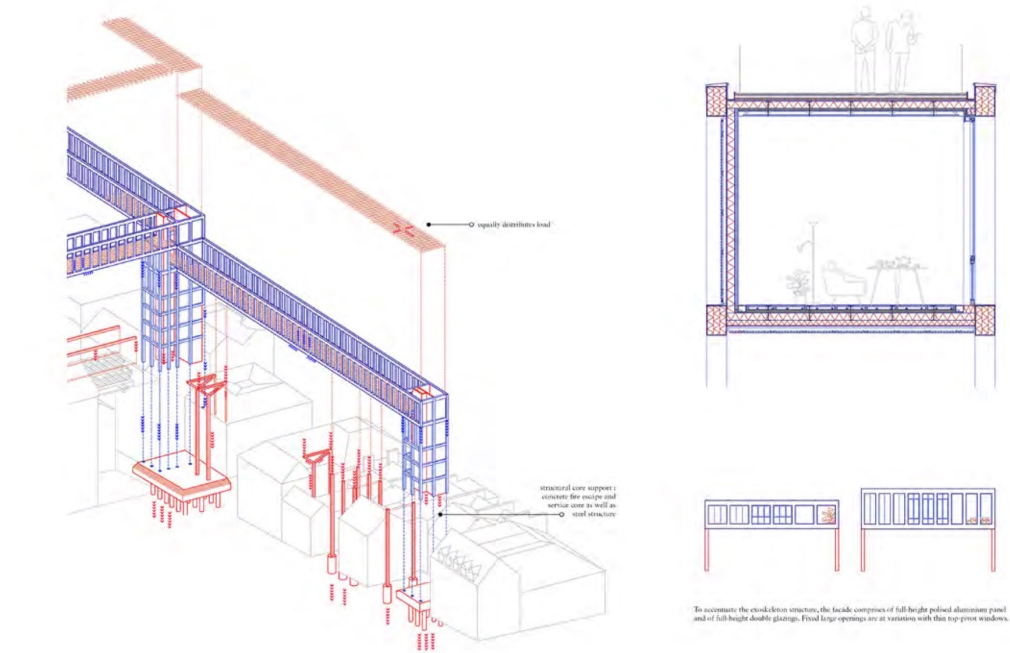 equally distributes load
structural core support :
concrete fire escape and
service core as well as
steel structure
To accentuate the exoskeleton structure, the facade comprises of full-height polised aluminium panel
and of full-height double glazings. Fixed large openings are at variation with thin top-pivot windows.